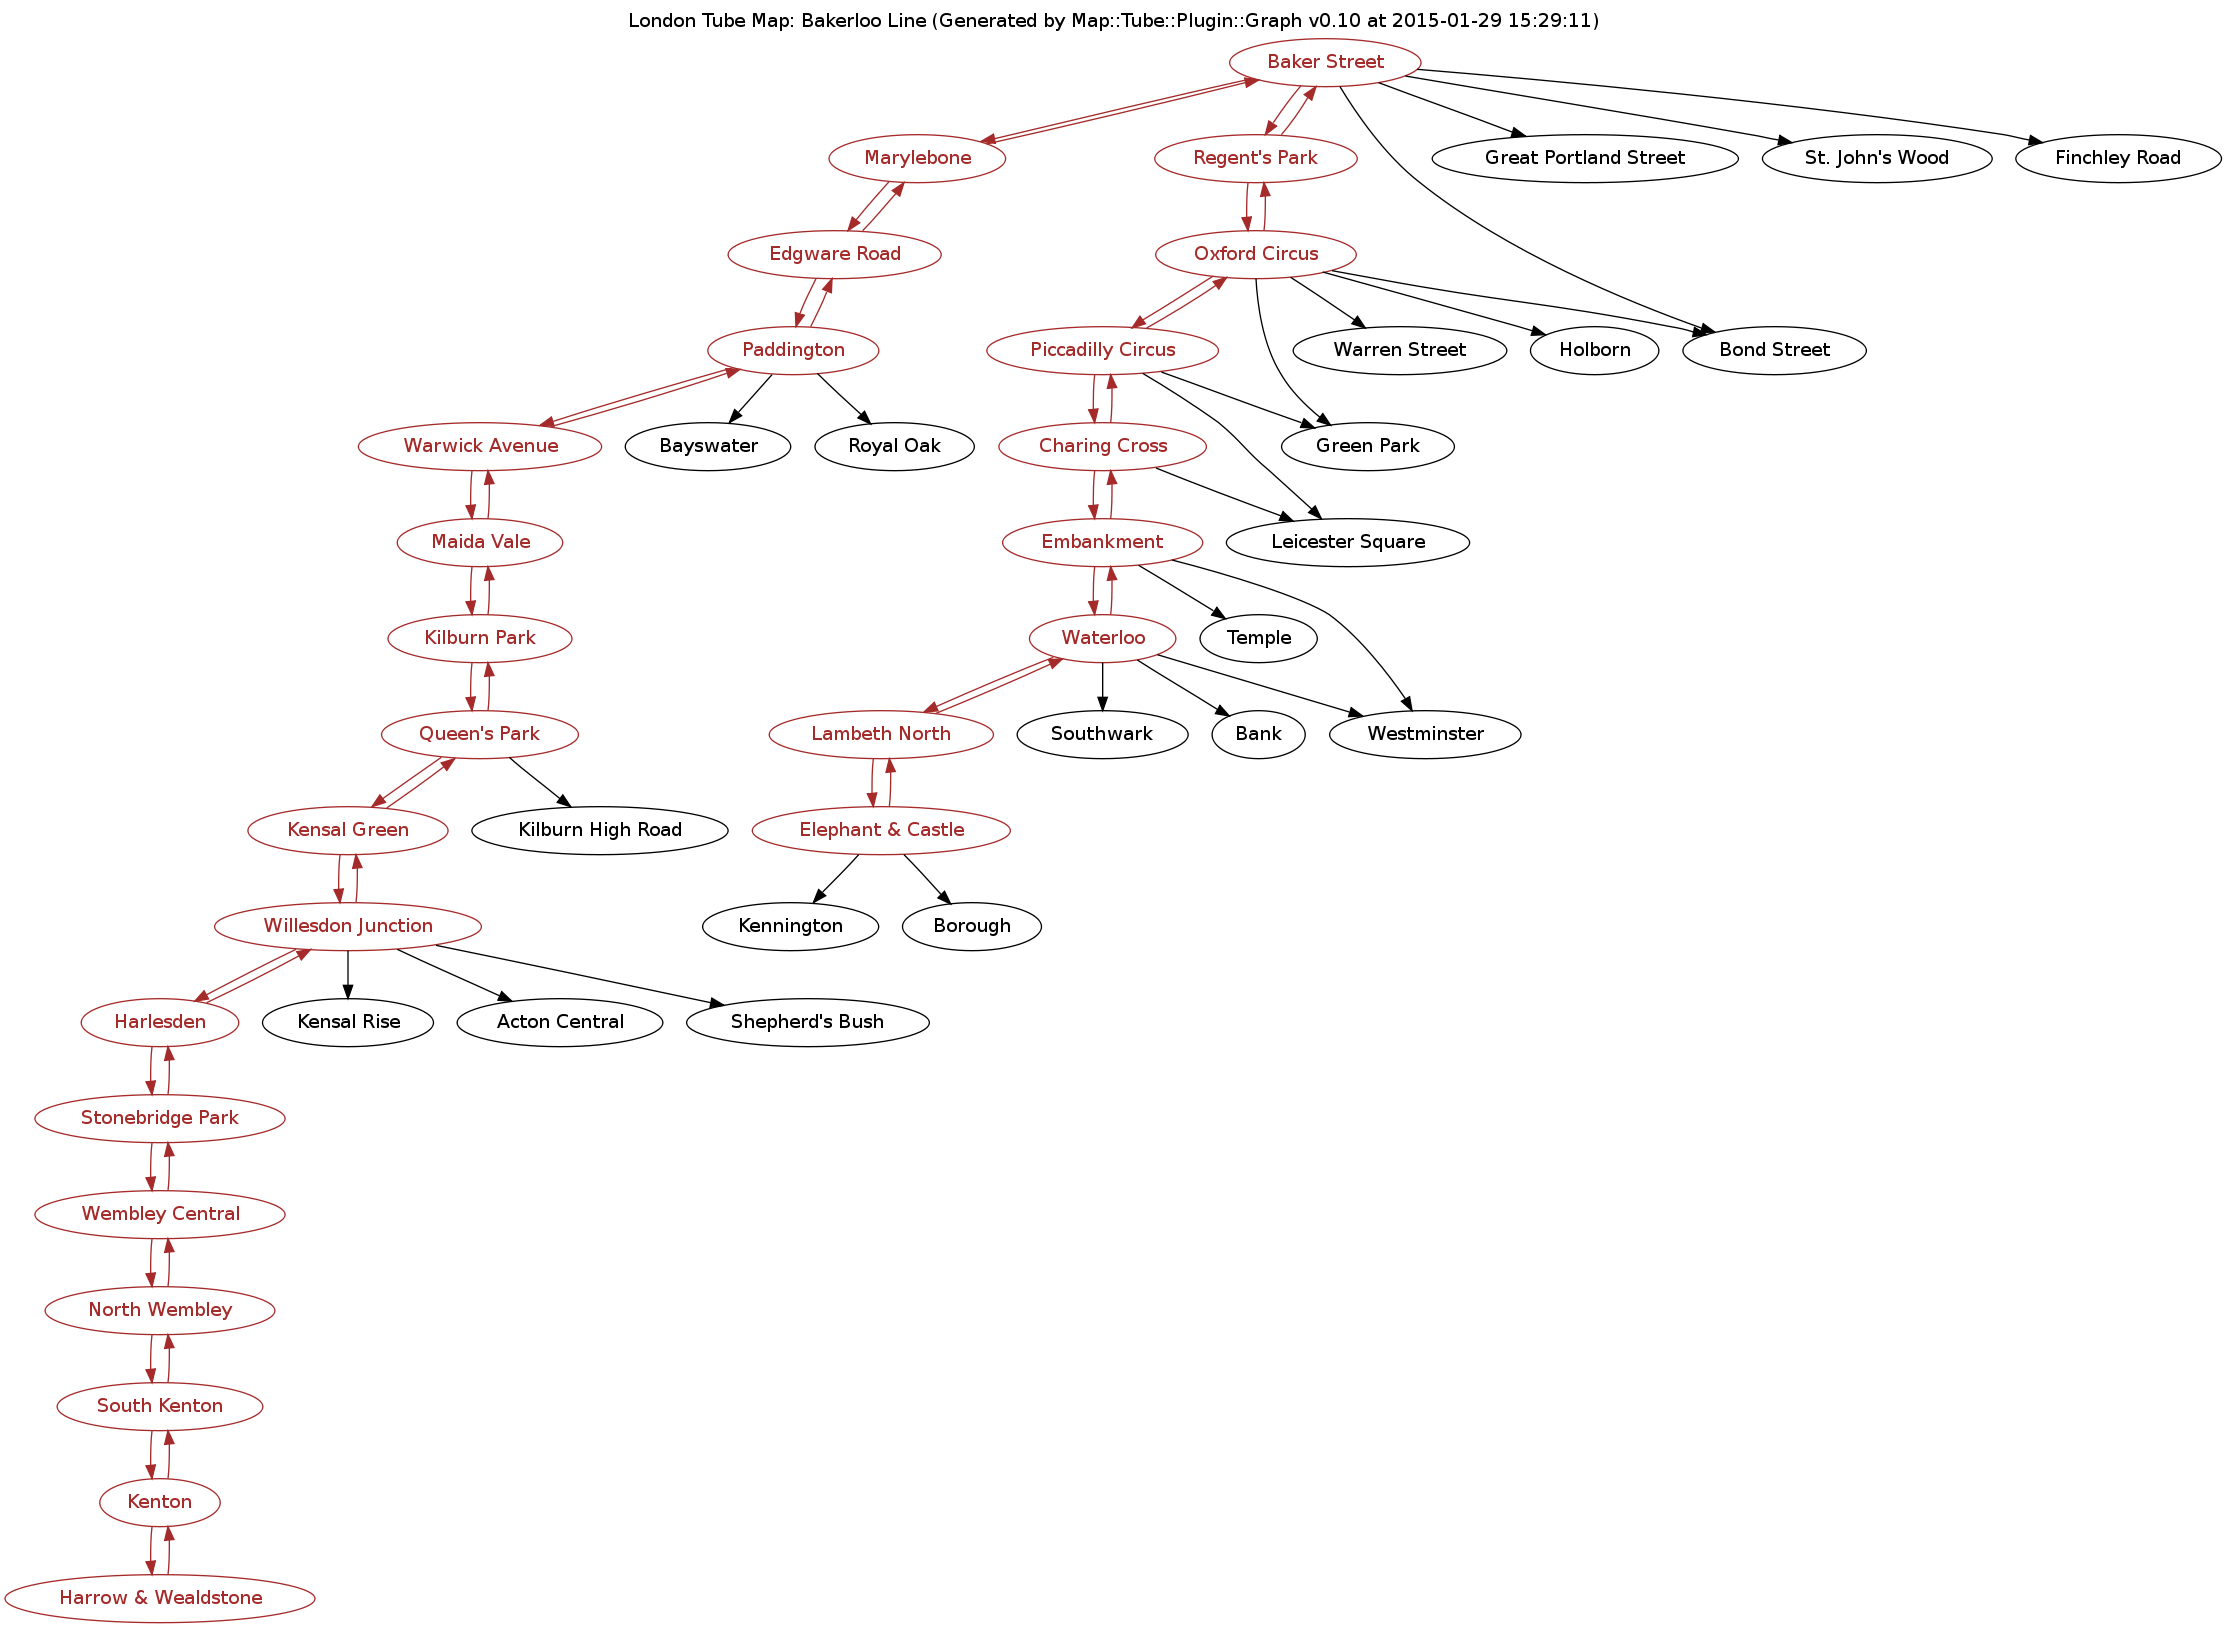 London Tube Map: Bakerloo Line (Generated by Map::Tube::Plugin::Graph v0.10 at 2015-01-29 15:29:11)
Baker Street
Marylebone
Regent's Park
Great Portland Street
St. John's Wood
Finchley Road
Edgware Road
Oxford Circus
Paddington
Piccadilly Circus
Warren Street
Holborn
Bond Street
Warwick Avenue
Bayswater
Royal Oak
Charing Cross
Green Park
Maida Vale
Embankment
Leicester Square
Kilburn Park
Waterloo
Temple
Queen's Park
Lambeth North
Southwark
Bank
Westminster
Kensal Green
Kilburn High Road
Elephant & Castle
Willesdon Junction
Kennington
Borough
Harlesden
Kensal Rise
Acton Central
Shepherd's Bush
Stonebridge Park
Wembley Central
North Wembley
South Kenton
Kenton
Harrow & Wealdstone